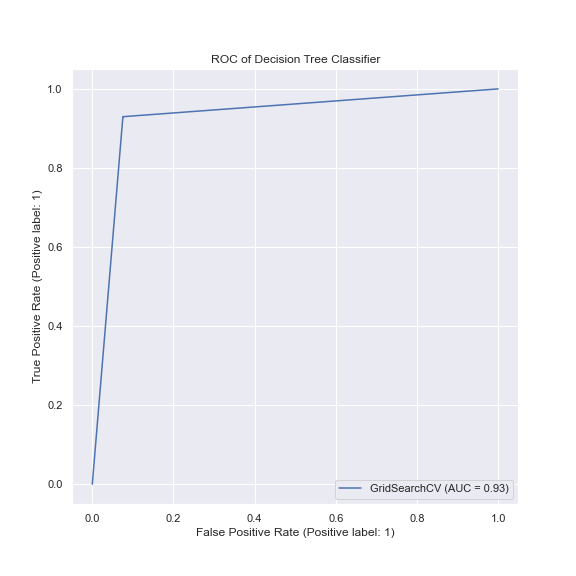 ROC of Decision Tree Classifier
1.0
0.8
0.6
0.4
0.2
0.0
True Positive Rate (Positive label: 1)
GridSearchCV (AUC = 0.93)
0.0 0.2 0.4 0.6 0.8 1.0
False Positive Rate (Positive label: 1)